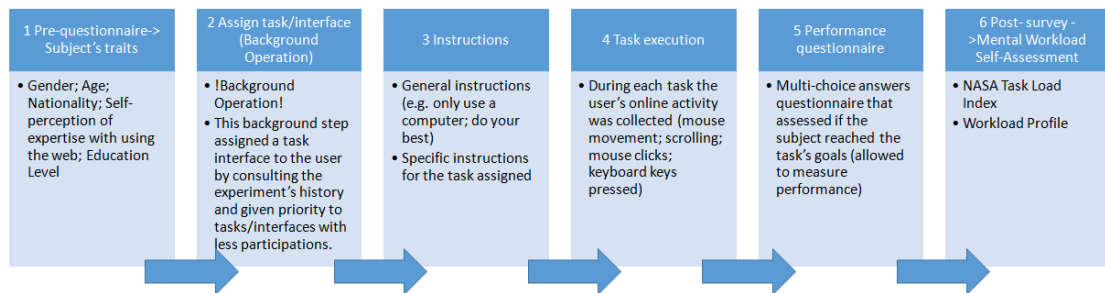 1 Pre-questionnaire->
Subject's traits
• Gender; Age;
Nationality; Self-
perception of
expertise with using
the web; Education
Level
2 Assign task/interface
(Background
Operation)
• !Background
Operation!
• This background step
assigned a task
interface to the user
by consulting the
experiment's history
and given priority to
tasks/interfaces with
less participations.
3 Instructions
• General instructions
(e.g. only use a
computer; do your
best)
• Specific instructions
for the task assigned
4 Task execution
• During each task the
user's online activity
was collected (mouse
movement; scrolling;
mouse clicks;
keyboard keys
pressed)
5 Performance
questionnaire
• Multi-choice answers
questionnaire that
assessed if the
subject reached the
task's goals (allowed
to measure
performance)
6 Post- survey -
>Mental Workload
Self-Assessment
• NASA Task Load
Index
• Workload Profile